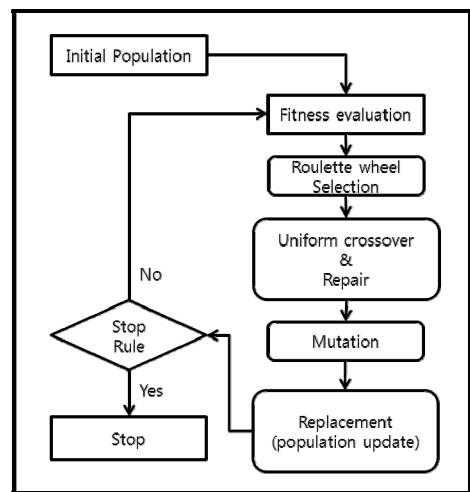 Initial Population
Fitness evaluation
Roulette wheel
Selection
Uniform crossover
&
Repair
Mutation
Replacement
(population update)
Stop
Rule
No
Yes
Stop